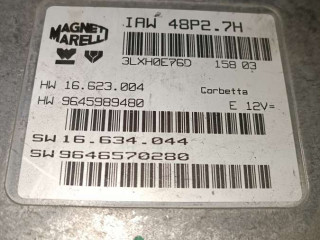 MAGNETI MARELLI
IAW 48P2.7H
3LXH0E76D 158 03
HW 16.623.004 Corbetta
HW 9645989480 E 12V=
SW 16.634.044
SW 9646570280